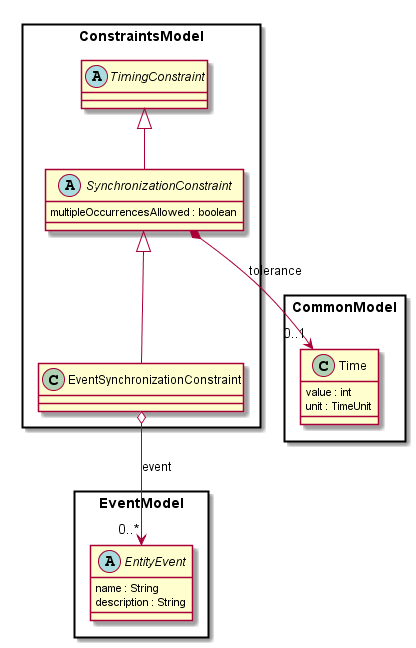 ConstraintsModel
A TimingConstraint
A SynchronizationConstraint
multipleOccurrencesAllowed : boolean
tolerance
CommonModel
0..1
C Time
value : int
unit : TimeUnit
C EventSynchronizationConstraint
event
EventModel
0..*
A EntityEvent
name : String
description : String